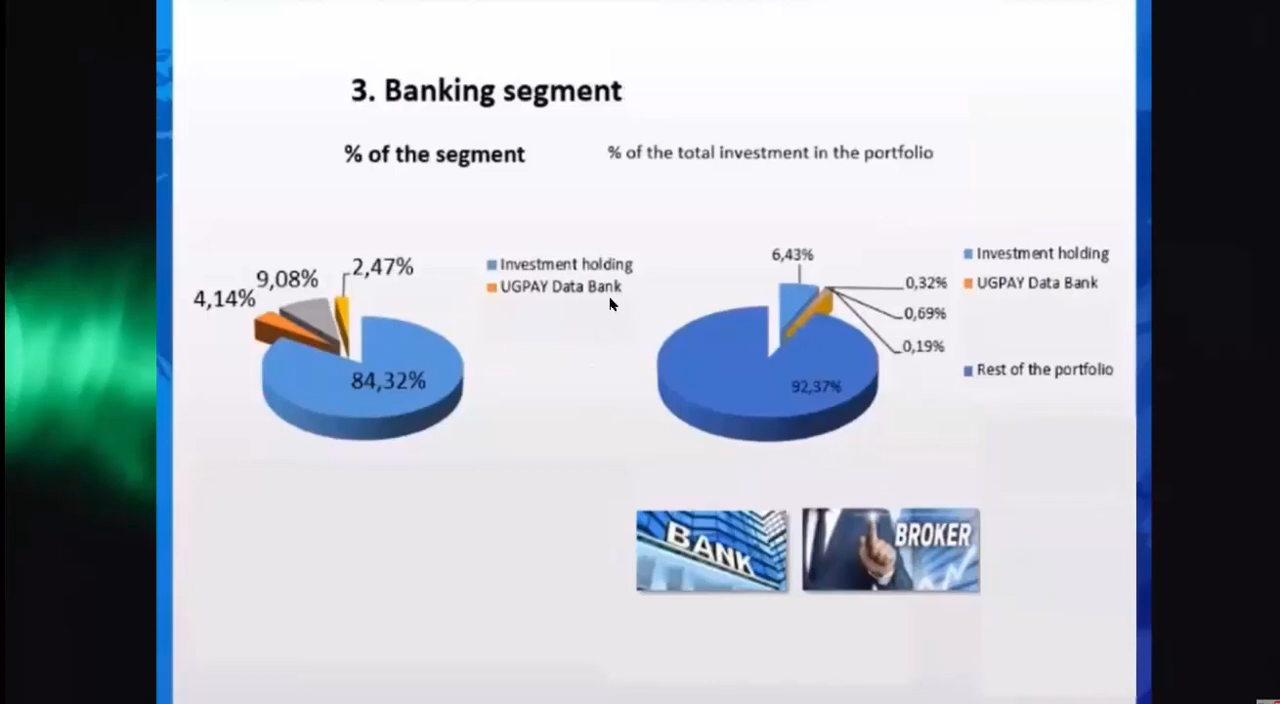 3. Banking segment
% of the segment
% of the total investment in the portfolio
9,08%
2,47%
4,14%
84,32%
Investment holding
UGPAY Data Bank
6,43%
0,32%
0,69%
0,19%
92,37%
Investment holding
UGPAY Data Bank
Rest of the portfolio
BANK
BROKER